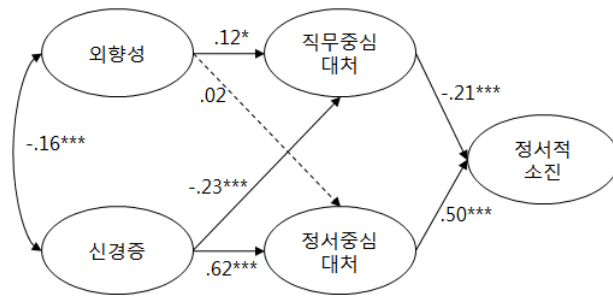 외향성
.12*
직무중심
대처
.02
-.21***
-.16***
정서적
소진
-.23***
.50***
신경증
.62***
정서중심
대처